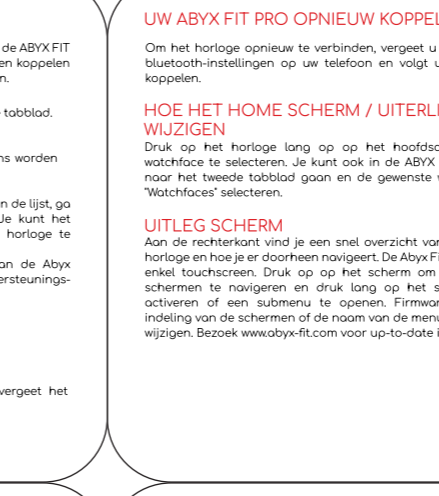 de ABYX FIT
en koppelen
n.
tabblad.
ns worden
n de lijst, ga
Je kunt het
horloge te
an de Abyx
ersteunings-
vergeet het
UW ABYX FIT PRO OPNIEUW KOPPEL
Om het horloge opnieuw te verbinden, vergeet u
bluetooth-instellingen op uw telefoon en volgt u
koppelen.
HOE HET HOME SCHERM / UITERLI
WIJZIGEN
Druk op het horloge lang op op het hoofdsc
watchface te selecteren. Je kunt ook in de ABYX
naar het tweede tabblad gaan en de gewenste
"Watchfaces" selecteren.
UITLEG SCHERM
Aan de rechterkant vind je een snel overzicht van
horloge en hoe je er doorheen navigeert. De Abyx Fi
enkel touchscreen. Druk op op het scherm om
schermen te navigeren en druk lang op het s
activeren of een submenu te openen. Firmwar
indeling van de schermen of de naam van de menu
wijzigen. Bezoek www.abyx-fit.com voor up-to-date i